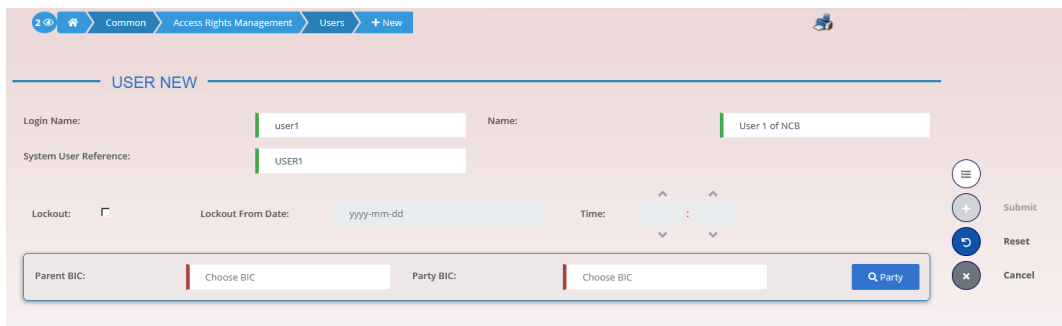 2 Common Access Rights Management Users + New
USER NEW
Login Name: user1 Name: User 1 of NCB
System User Reference: USER1
Lockout: Lockout From Date: yyyy-mm-dd Time: :
Submit
Reset
Parent BIC: Choose BIC Party BIC: Choose BIC Party
Cancel